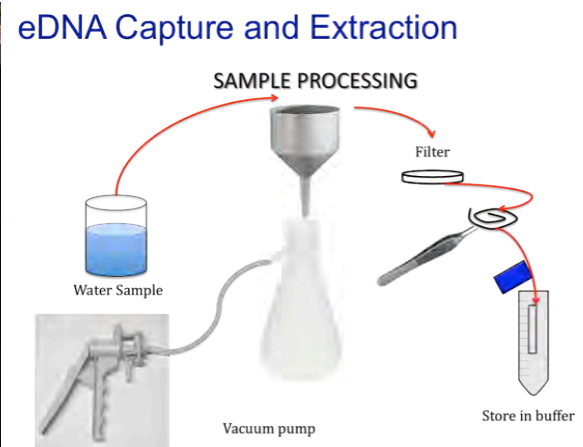 eDNA Capture and Extraction
SAMPLE PROCESSING
Filter
Water Sample
Store in buffer
Vacuum pump